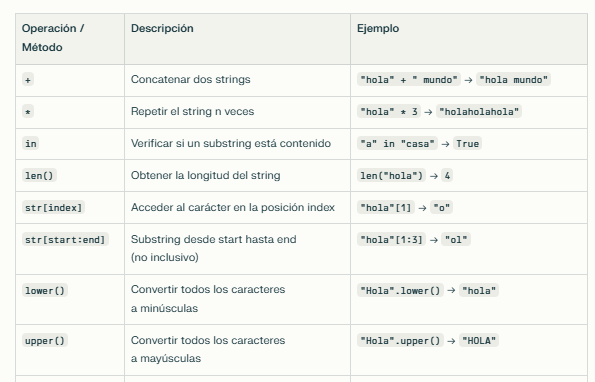 Operación / Descripción Ejemplo
Método
+ Concatenar dos strings "hola" + " mundo" → "hola mundo"
* Repetir el string n veces "hola" * 3 → "holaholahola"
in Verificar si un substring está contenido "a" in "casa" → True
len() Obtener la longitud del string len("hola") → 4
str[index] Acceder al carácter en la posición index "hola"[1] → "o"
str[start:end] Substring desde start hasta end "hola"[1:3] → "ol"
(no inclusivo)
lower() Convertir todos los caracteres "Hola".lower() → "hola"
a minúsculas
upper() Convertir todos los caracteres "Hola".upper() → "HOLA"
a mayúsculas